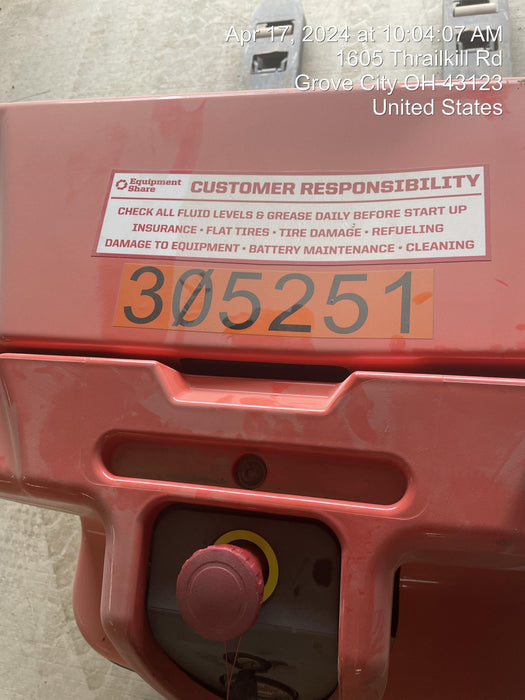 Apr 17, 2024 at 10:04:07 AM
1605 Thrailkill Rd
Grove City OH 43123
United States
Equipment
Share
CUSTOMER RESPONSIBILITY
CHECK ALL FLUID LEVELS & GREASE DAILY BEFORE START UP
INSURANCE • FLAT TIRES • TIRE DAMAGE • REFUELING
DAMAGE TO EQUIPMENT • BATTERY MAINTENANCE • CLEANING
305251